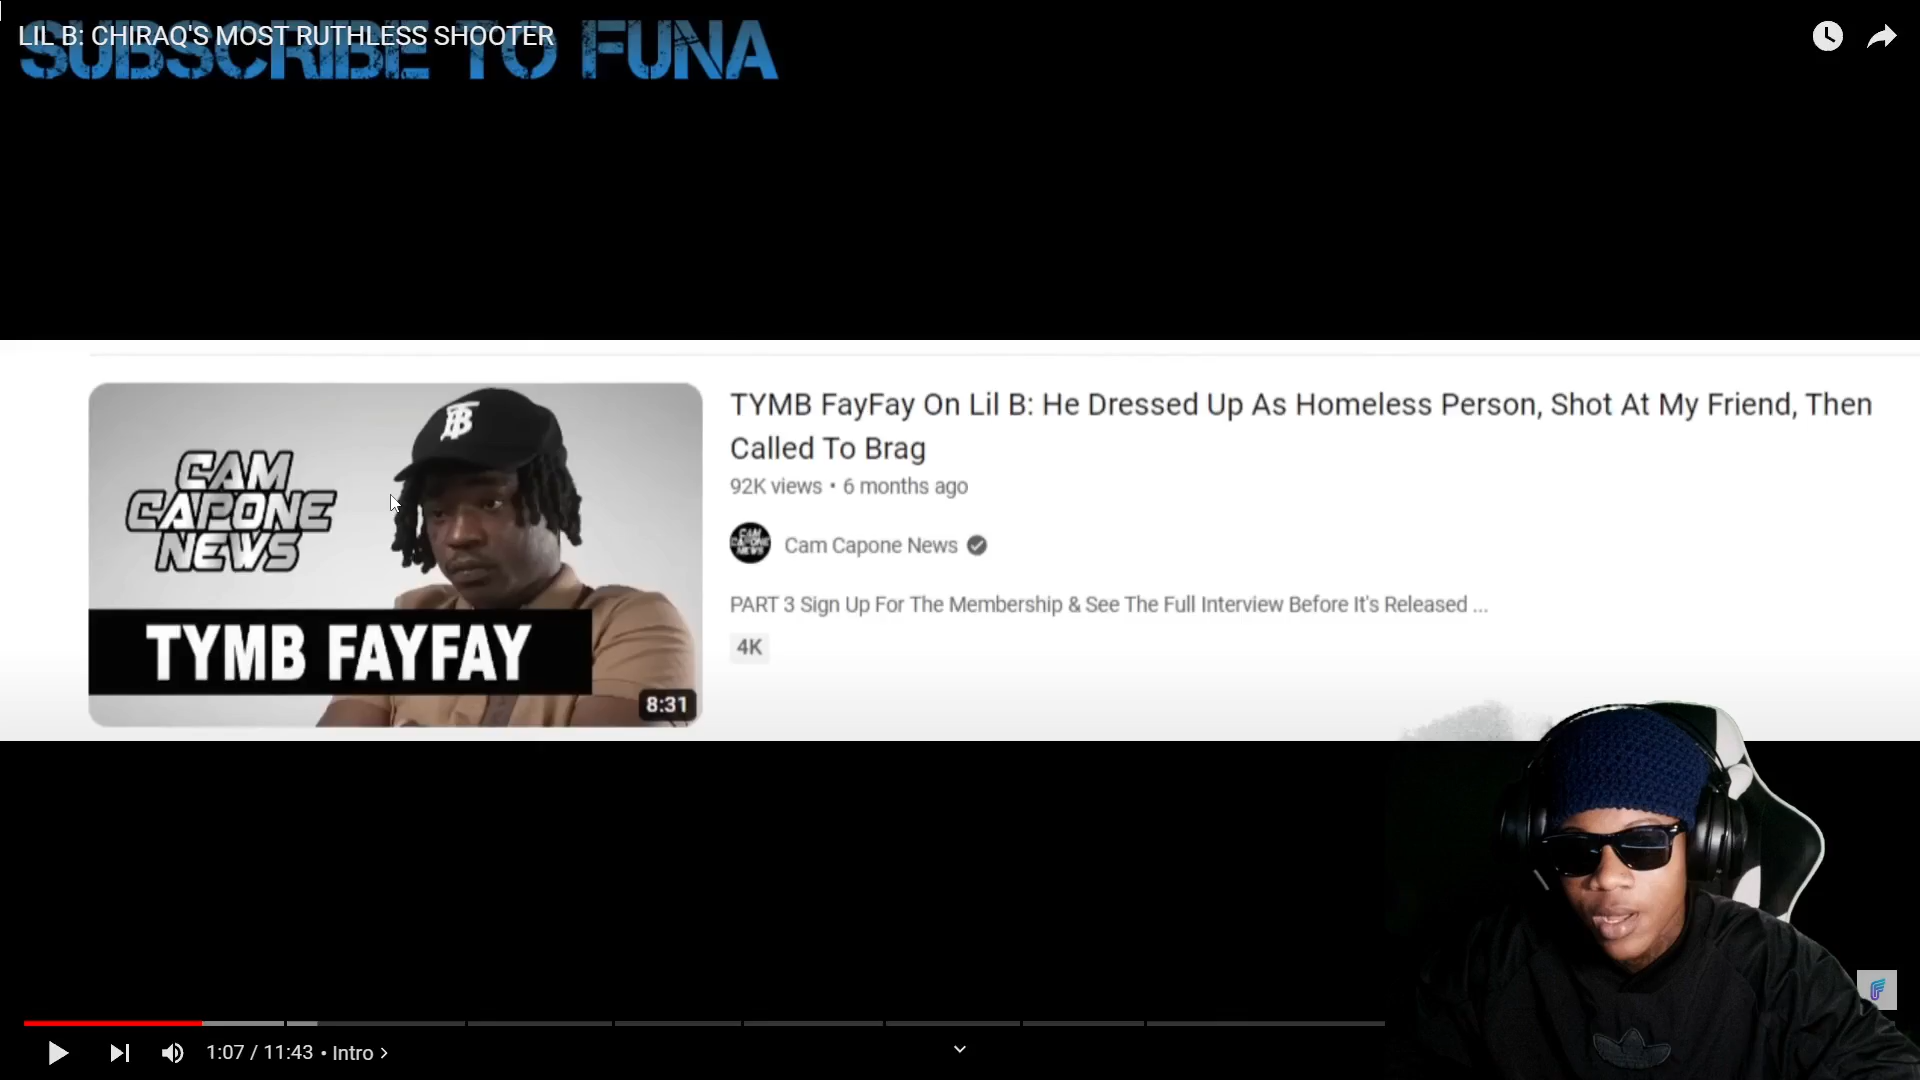 LIL B: CHIRAQ'S MOST RUTHLESS SHOOTER
SUBSCRIBE TO FUNA
CAM
CAPONE
NEWS
B
TYMB FAYFAY
8:31
TYMB FayFay On Lil B: He Dressed Up As Homeless Person, Shot At My Friend, Then
Called To Brag
92K views • 6 months ago
CAM
CAPONE
NEWS
Cam Capone News
PART 3 Sign Up For The Membership & See The Full Interview Before It's Released ...
4K
1:07 / 11:43 • Intro >